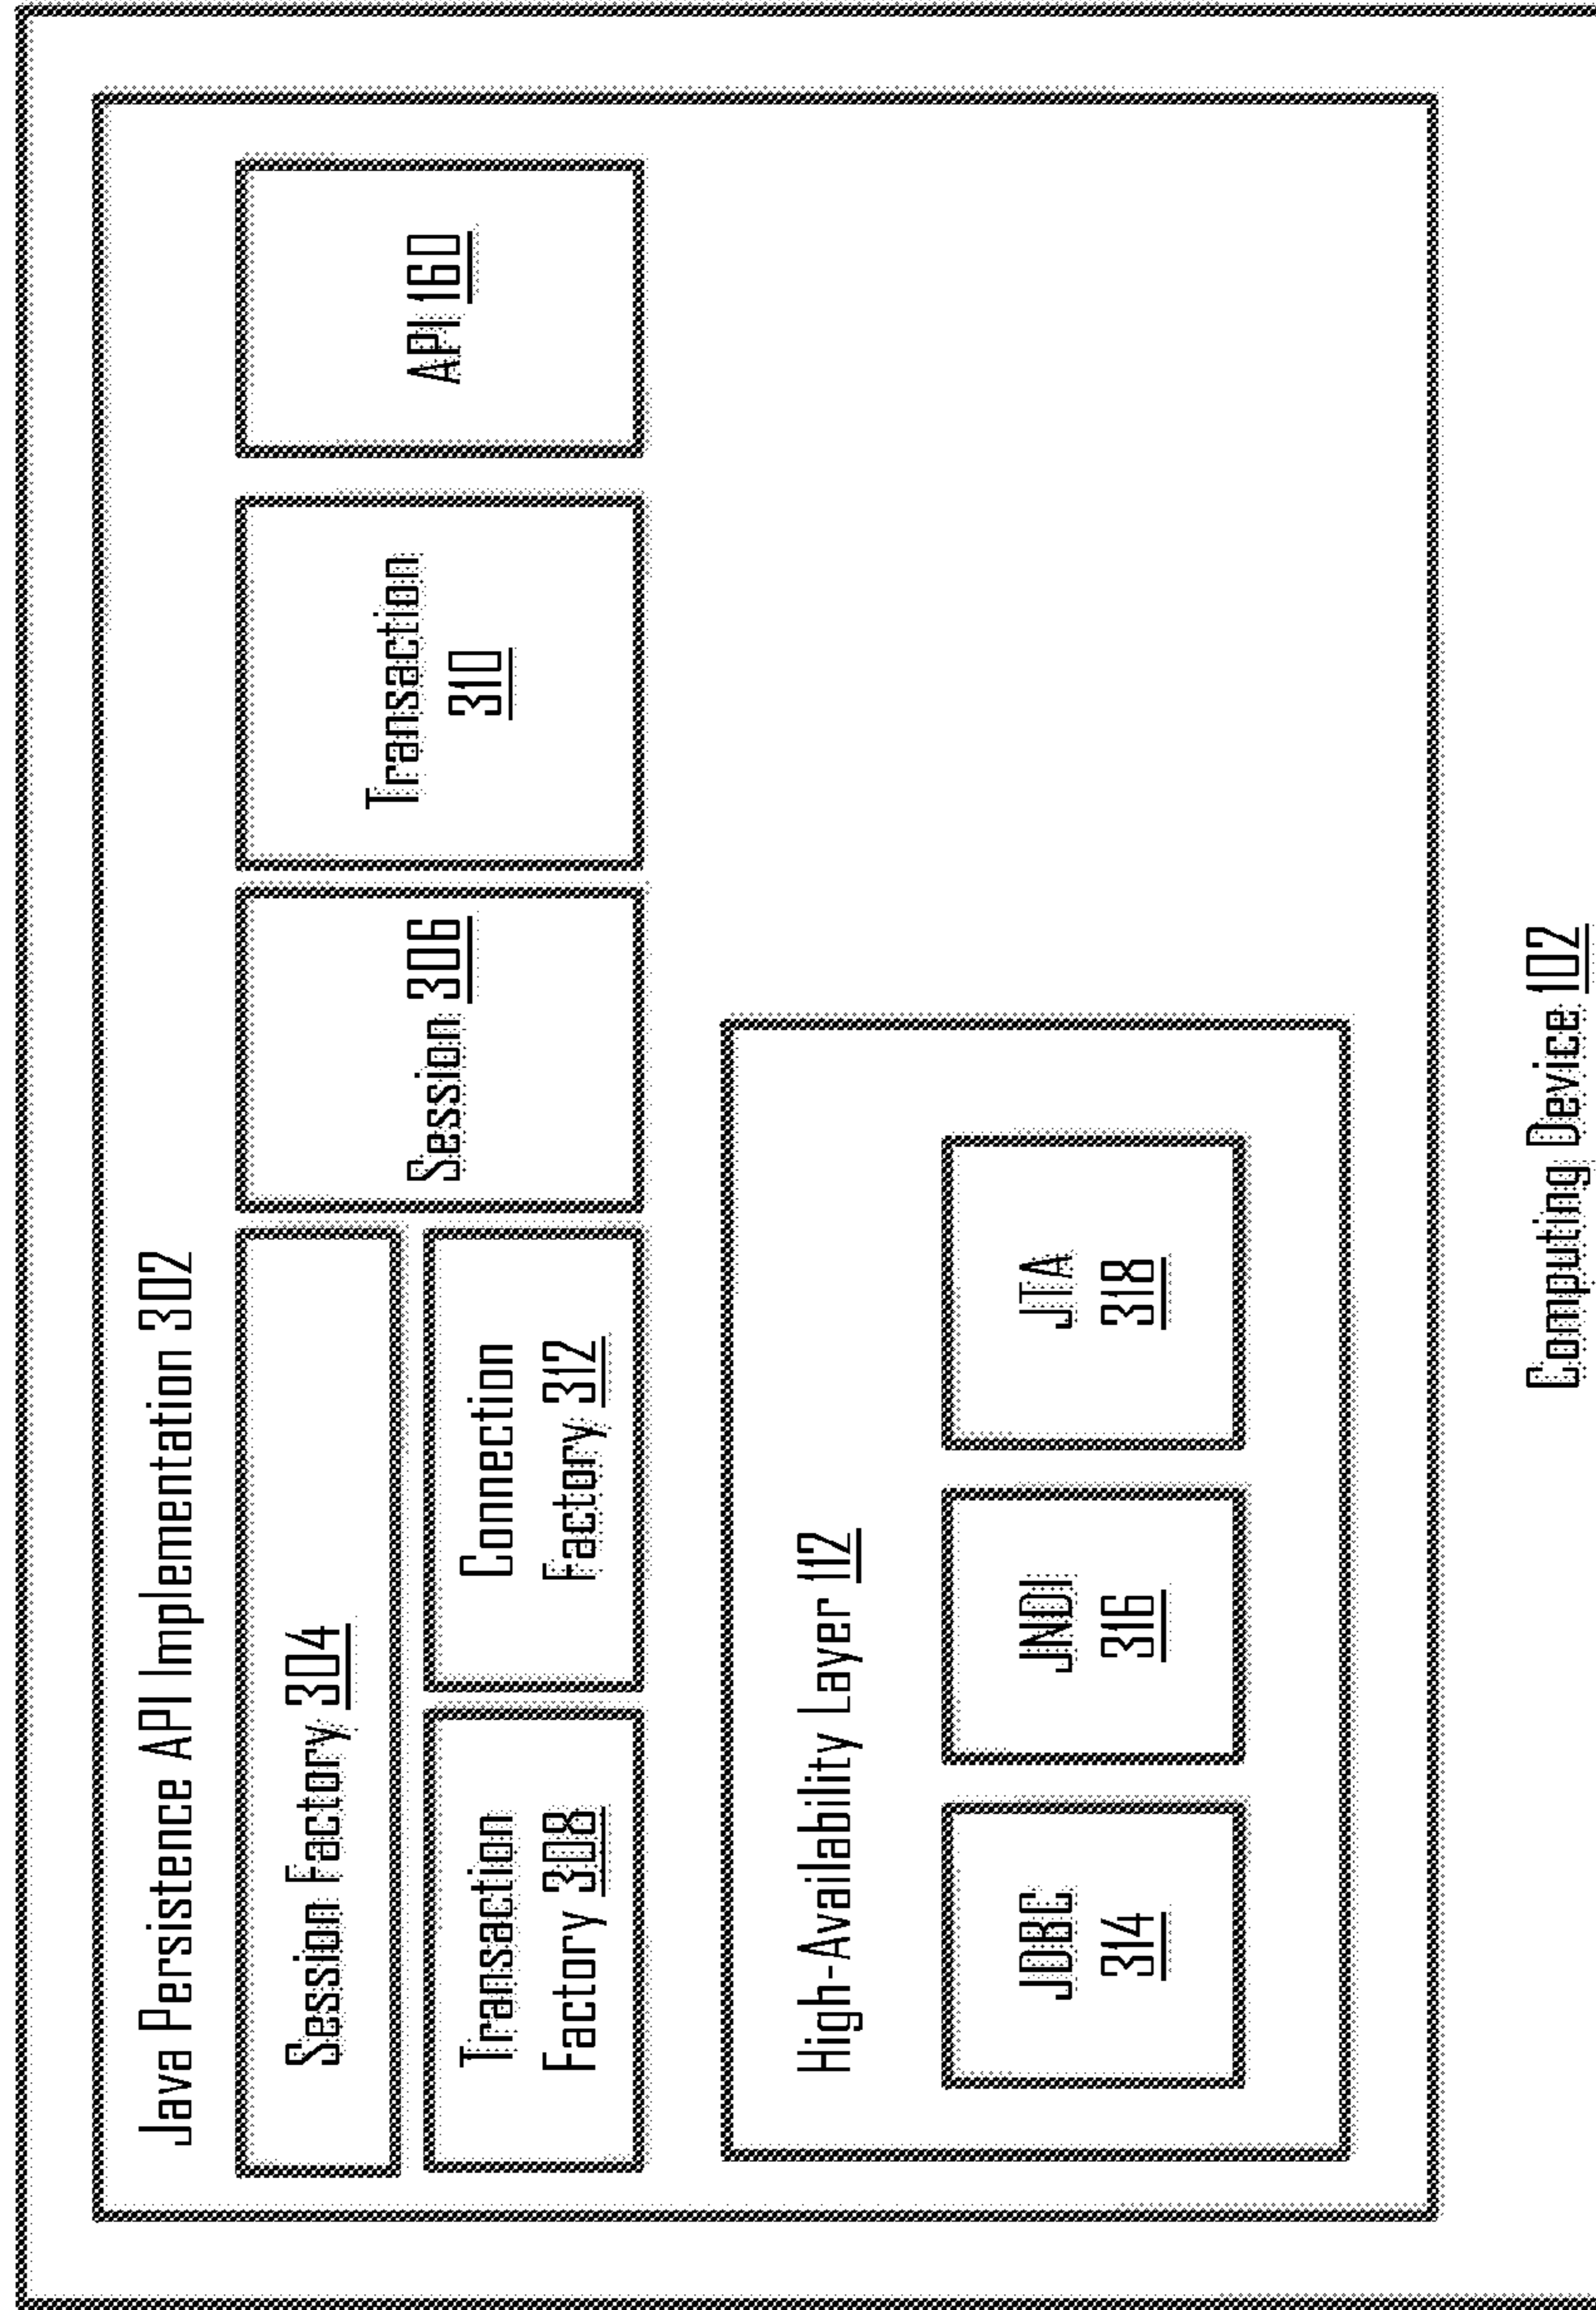 Java Persistence API Implementation 302
Session Factory 304
Transaction
Factory 308
Connection
Factory 312
Session 306
Transaction
310
API 160
High-Availability Layer 112
JDBC
314
JNDI
316
JTA
318
Computing Device 102